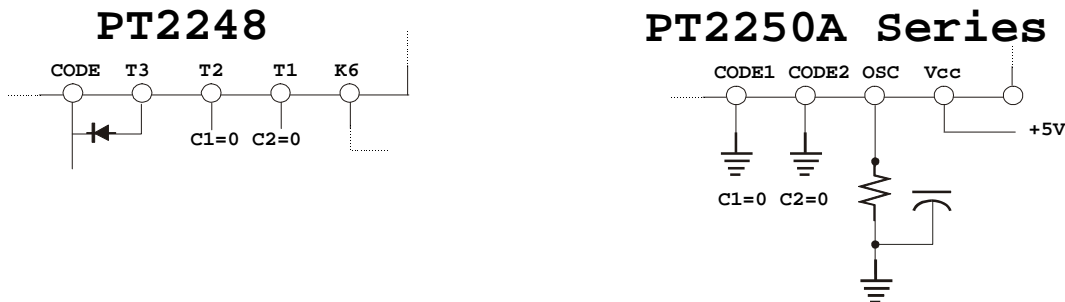 PT2248
PT2250A Series
CODE T3 T2 T1 K6
CODE1 CODE2 OSC Vcc
C1=0 C2=0
+5V
C1=0 C2=0